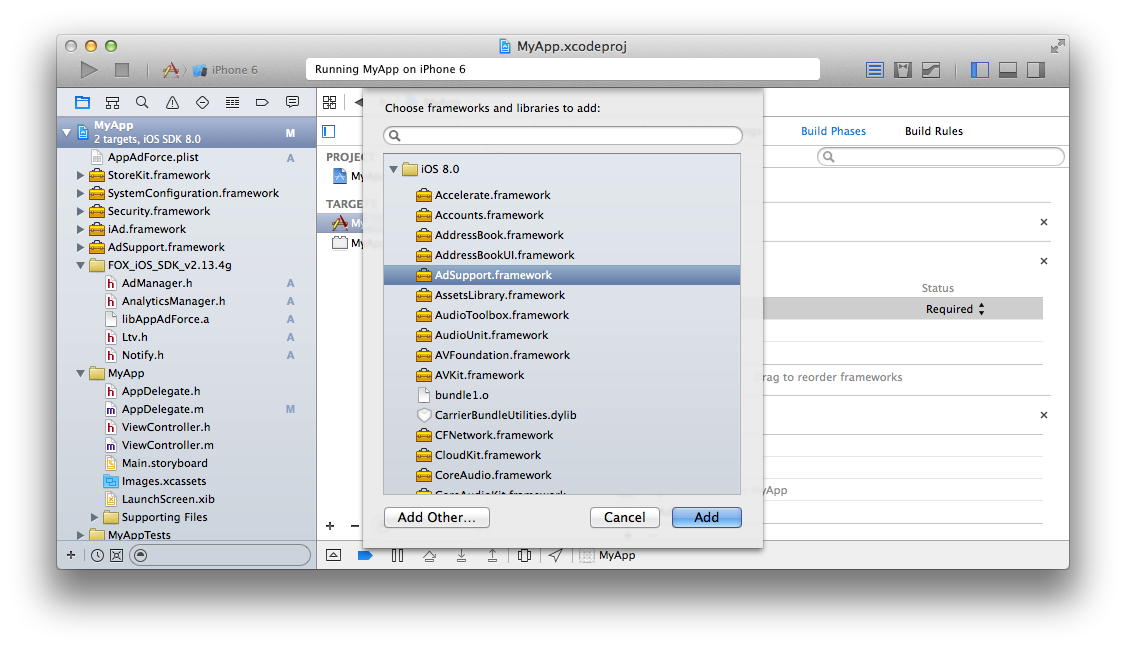 MyApp.xcodeproj
iPhone 6
Running MyApp on iPhone 6
MyApp
2 targets, iOS SDK 8.0
M
AppAdForce.plist
A
StoreKit.framework
SystemConfiguration.framework
Security.framework
iAd.framework
AdSupport.framework
FOX_iOS_SDK_v2.13.4g
AdManager.h
A
AnalyticsManager.h
A
libAppAdForce.a
A
Ltv.h
A
Notify.h
A
MyApp
AppDelegate.h
AppDelegate.m
M
ViewController.h
ViewController.m
Main.storyboard
Images.xcassets
LaunchScreen.xib
Supporting Files
MyAppTests
PROJECT
TARGET
Choose frameworks and libraries to add:
iOS 8.0
Accelerate.framework
Accounts.framework
AddressBook.framework
AddressBookUI.framework
AdSupport.framework
AssetsLibrary.framework
AudioToolbox.framework
AudioUnit.framework
AVFoundation.framework
AVKit.framework
bundle1.o
CarrierBundleUtilities.dylib
CFNetwork.framework
CloudKit.framework
CoreAudio.framework
CoreAudioKit.framework
Add Other...
Cancel
Add
Build Phases
Build Rules
Status
Required
drag to reorder frameworks
MyApp
MyApp